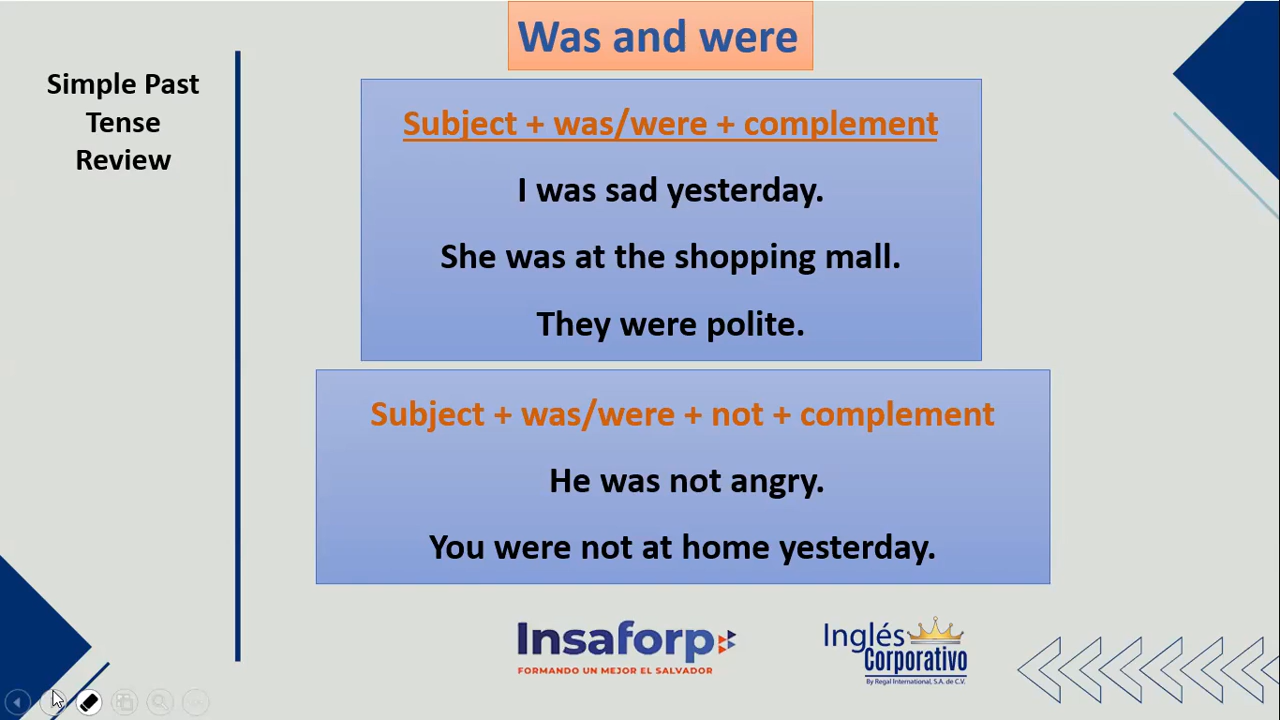 Was and were
Simple Past
Tense
Review
Subject + was/were + complement
I was sad yesterday.
She was at the shopping mall.
They were polite.
Subject + was/were + not + complement
He was not angry.
You were not at home yesterday.
Insaforp
FORMANDO UN MEJOR EL SALVADOR
Inglés
Corporativo
By Regal International, S.A. de C.V.